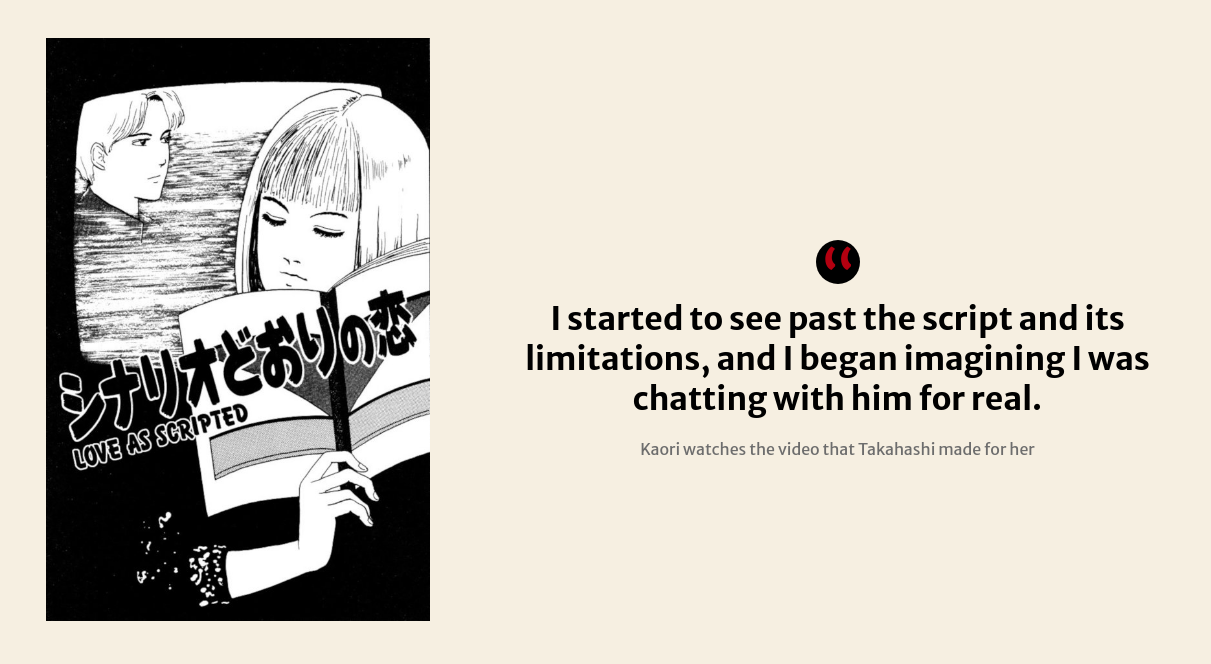 シナリオどおりの恋
LOVE AS SCRIPTED
“
I started to see past the script and its
limitations, and I began imagining I was
chatting with him for real.
Kaori watches the video that Takahashi made for her